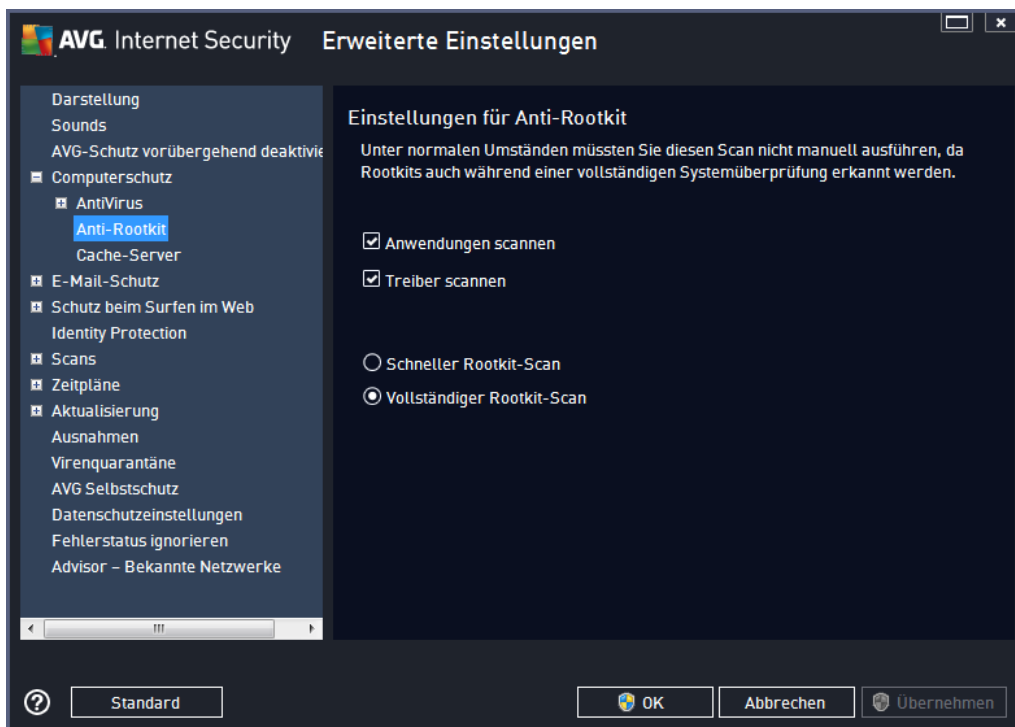 AVG. Internet Security Erweiterte Einstellungen
Darstellung
Sounds
AVG-Schutz vorübergehend deaktivie
Computerschutz
AntiVirus
Anti-Rootkit
Cache-Server
E-Mail-Schutz
Schutz beim Surfen im Web
Identity Protection
Scans
Zeitpläne
Aktualisierung
Ausnahmen
Virenquarantäne
AVG Selbstschutz
Datenschutzeinstellungen
Fehlerstatus ignorieren
Advisor – Bekannte Netzwerke
Einstellungen für Anti-Rootkit
Unter normalen Umständen müssten Sie diesen Scan nicht manuell ausführen, da
Rootkits auch während einer vollständigen Systemüberprüfung erkannt werden.
Anwendungen scannen
Treiber scannen
Schneller Rootkit-Scan
Vollständiger Rootkit-Scan
Standard
OK
Abbrechen
Übernehmen